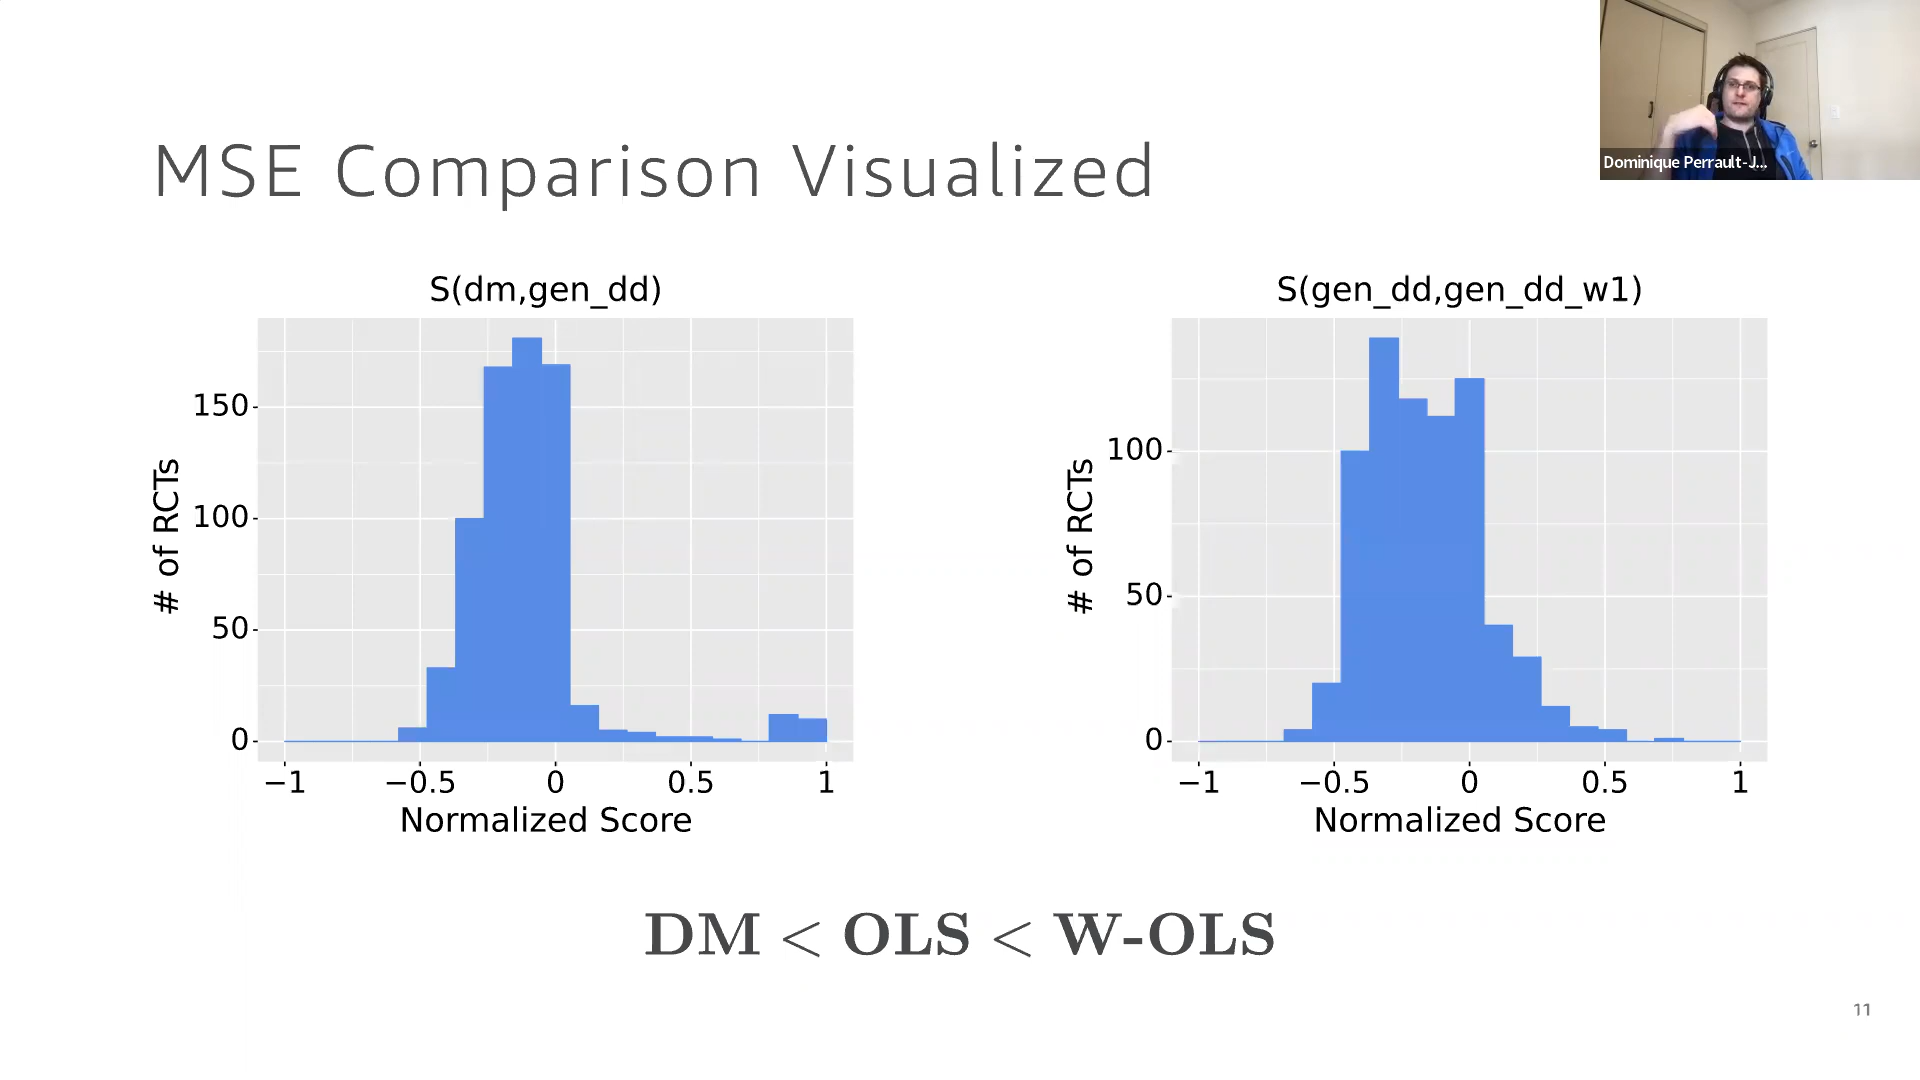 Dominique Perrault-J...
MSE Comparison Visualized
S(dm,gen_dd)
# of RCTs
150
100
50
0
−1 −0.5 0 0.5 1
Normalized Score
S(gen_dd,gen_dd_w1)
# of RCTs
100
50
0
−1 −0.5 0 0.5 1
Normalized Score
DM < OLS < W-OLS
11